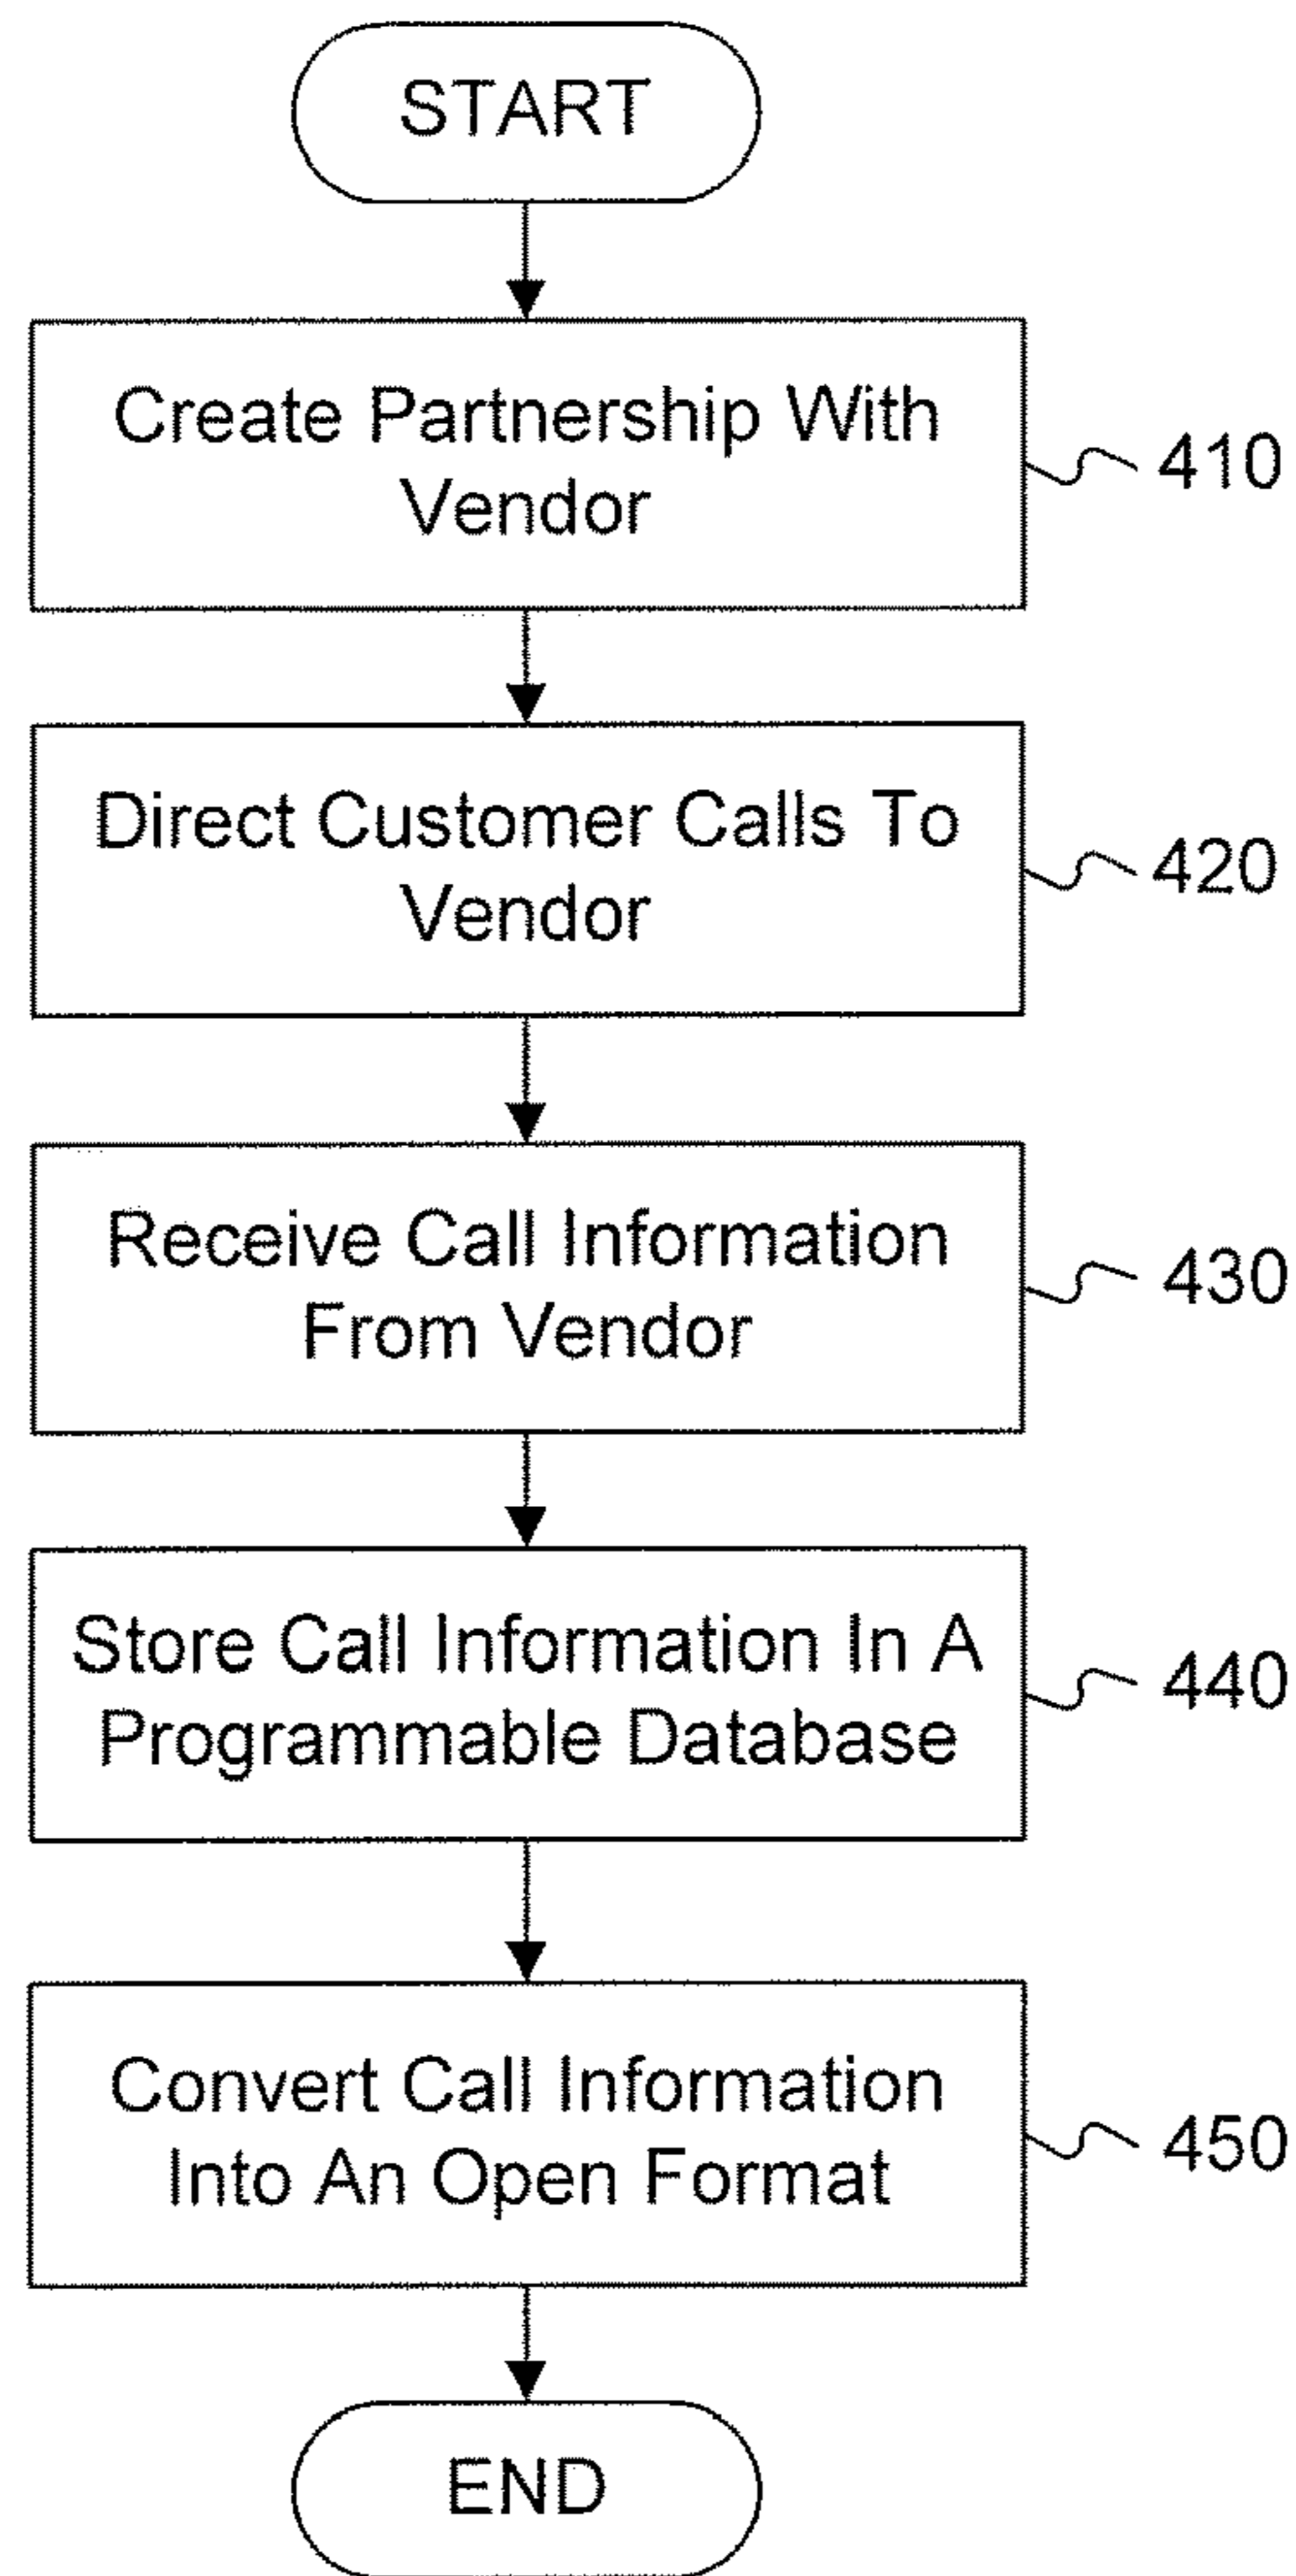 START
Create Partnership With
Vendor
410
Direct Customer Calls To
Vendor
420
Receive Call Information
From Vendor
430
Store Call Information In A
Programmable Database
440
Convert Call Information
Into An Open Format
450
END